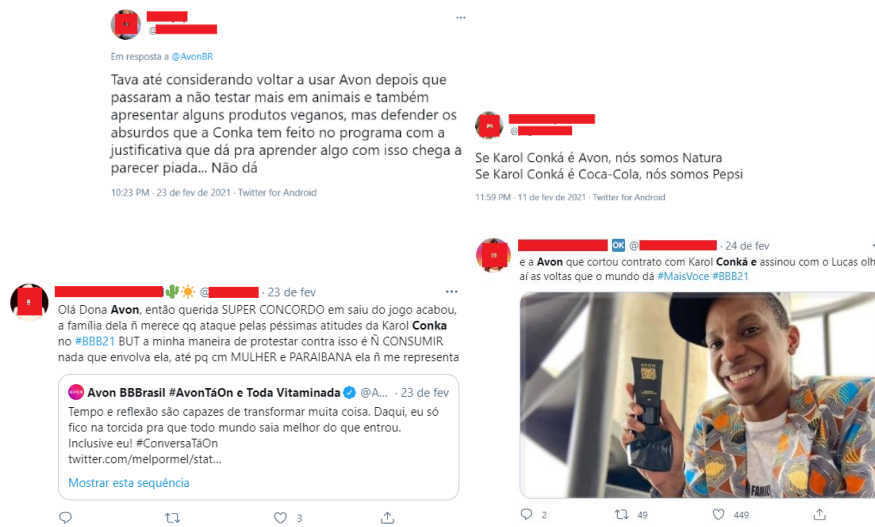 Em resposta a @AvonBR
Tava até considerando voltar a usar Avon depois que
passaram a não testar mais em animais e também
apresentar alguns produtos veganos, mas defender os
absurdos que a Conka tem feito no programa com a
justificativa que dá pra aprender algo com isso chega a
parecer piada... Não dá
10:23 PM · 23 de fev de 2021 · Twitter for Android
@
Se Karol Conká é Avon, nós somos Natura
Se Karol Conká é Coca-Cola, nós somos Pepsi
11:59 PM · 11 de fev de 2021 · Twitter for Android
@ · 23 de fev
Olá Dona Avon, então querida SUPER CONCORDO em saiu do jogo acabou,
a família dela ñ merece qq ataque pelas péssimas atitudes da Karol Conka
no #BBB21 BUT a minha maneira de protestar contra isso é Ñ CONSUMIR
nada que envolva ela, até pq cm MULHER e PARAIBANA ela ñ me representa
AVON
Avon BBBrasil #AvonTáOn e Toda Vitaminada @A... · 23 de fev
Tempo e reflexão são capazes de transformar muita coisa. Daqui, eu só
fico na torcida pra que todo mundo saia melhor do que entrou.
Inclusive eu! #ConversaTáOn
twitter.com/melpormel/stat...
Mostrar esta sequência
3
OK @ · 24 de fev
e a Avon que cortou contrato com Karol Conká e assinou com o Lucas olh
aí as voltas que o mundo dá #MaisVoce #BBB21
AVON
POWER
AVON
FAMIL
2 49 449